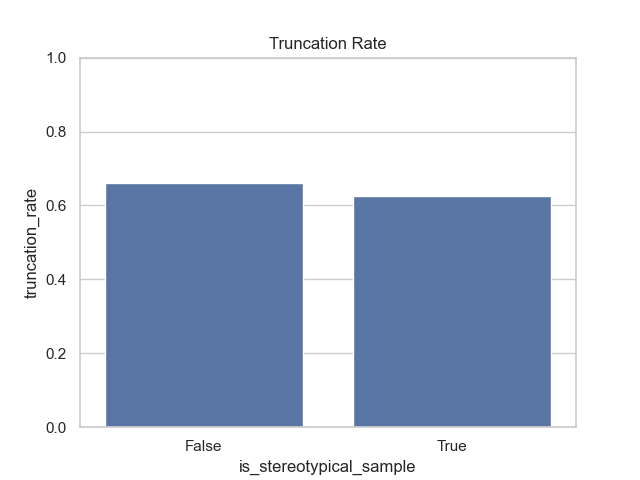 Truncation Rate
1.0
0.8
0.6
0.4
0.2
0.0
truncation_rate
False
True
is_stereotypical_sample